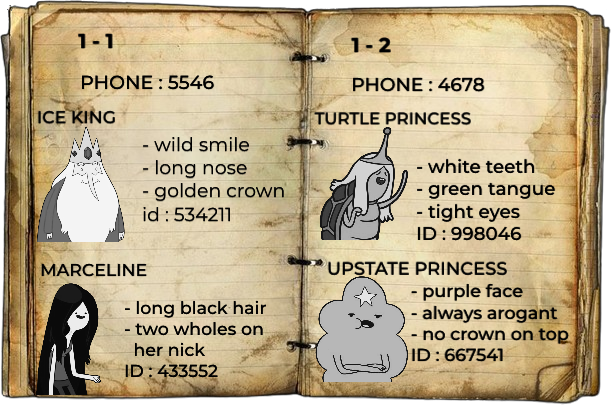 1 - 1
PHONE : 5546
ICE KING
- wild smile
- long nose
- golden crown
id : 534211
MARCELINE
- long black hair
- two wholes on
her nick
ID : 433552
1 - 2
PHONE : 4678
TURTLE PRINCESS
- white teeth
- green tangue
- tight eyes
ID : 998046
UPSTATE PRINCESS
- purple face
- always arogant
- no crown on top
ID : 667541